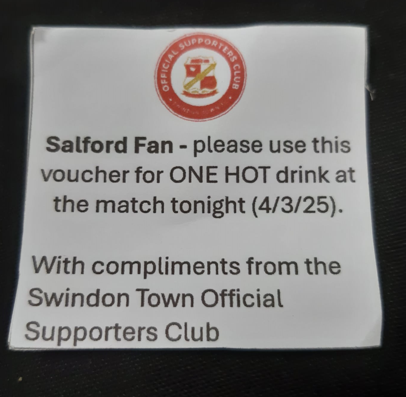 OFFICIAL SUPPORTERS CLUB
Salford Fan - please use this
voucher for ONE HOT drink at
the match tonight (4/3/25).
With compliments from the
Swindon Town Official
Supporters Club